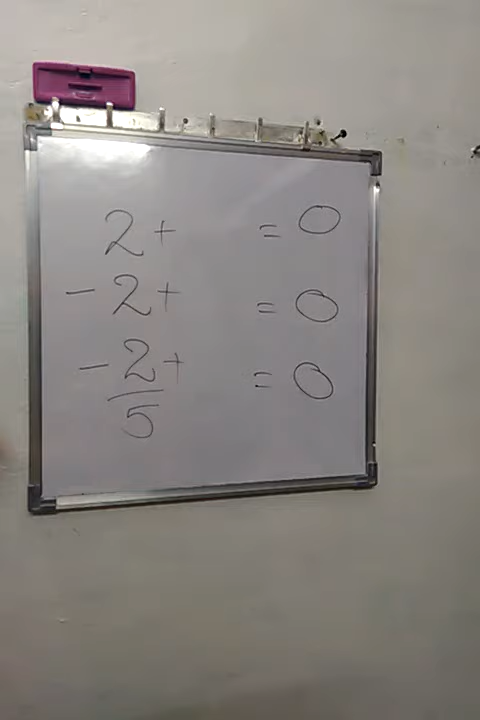 2+ = 0
-2+ = 0
-2/5+ = 0